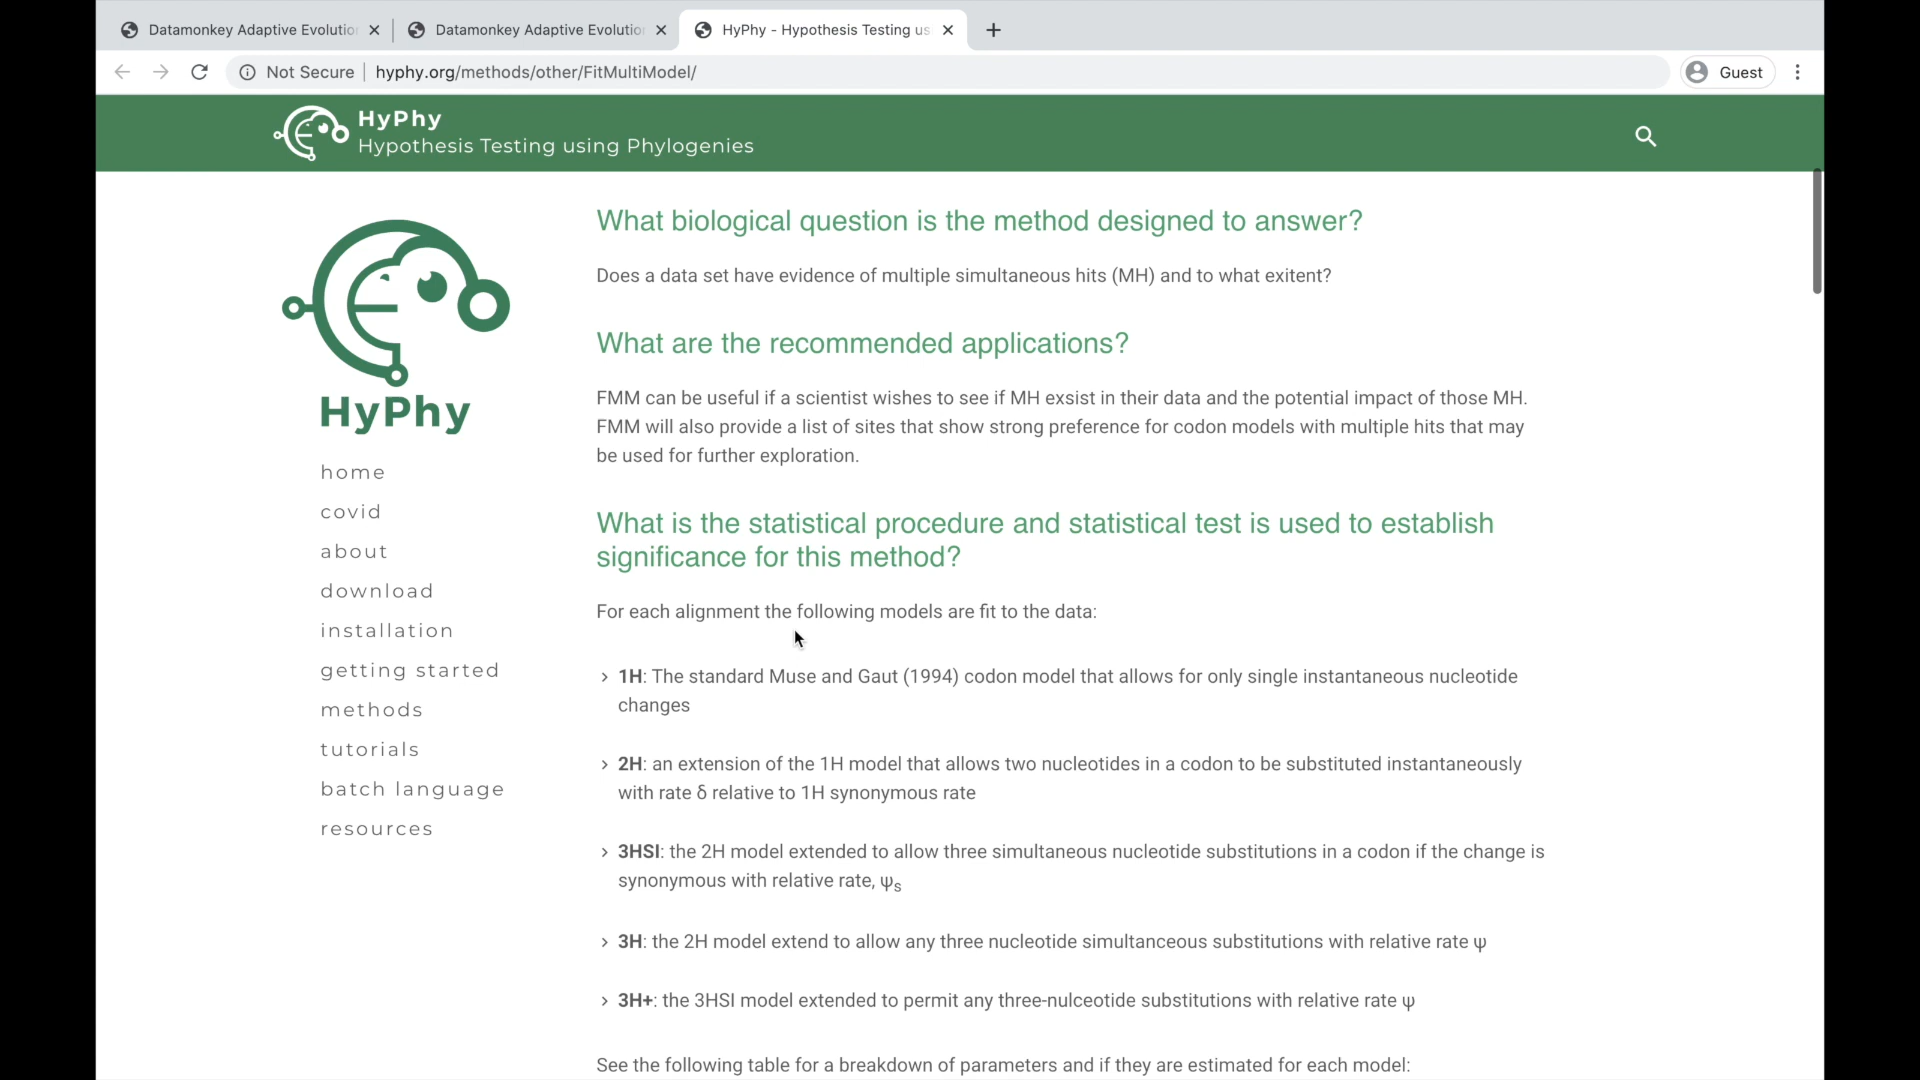 Datamonkey Adaptive Evolution
Datamonkey Adaptive Evolutio
HyPhy - Hypothesis Testing us
Not Secure
hyphy.org/methods/other/FitMultiModel/
Guest
HyPhy
Hypothesis Testing using Phylogenies
HyPhy
home
covid
about
download
installation
getting started
methods
tutorials
batch language
resources
What biological question is the method designed to answer?
Does a data set have evidence of multiple simultaneous hits (MH) and to what exitent?
What are the recommended applications?
FMM can be useful if a scientist wishes to see if MH exsist in their data and the potential impact of those MH.
FMM will also provide a list of sites that show strong preference for codon models with multiple hits that may
be used for further exploration.
What is the statistical procedure and statistical test is used to establish
significance for this method?
For each alignment the following models are fit to the data:
1H: The standard Muse and Gaut (1994) codon model that allows for only single instantaneous nucleotide
changes
2H: an extension of the 1H model that allows two nucleotides in a codon to be substituted instantaneously
with rate δ relative to 1H synonymous rate
3HSI: the 2H model extended to allow three simultaneous nucleotide substitutions in a codon if the change is
synonymous with relative rate, ψs
3H: the 2H model extend to allow any three nucleotide simultanceous substitutions with relative rate ψ
3H+: the 3HSI model extended to permit any three-nulceotide substitutions with relative rate ψ
See the following table for a breakdown of parameters and if they are estimated for each model: